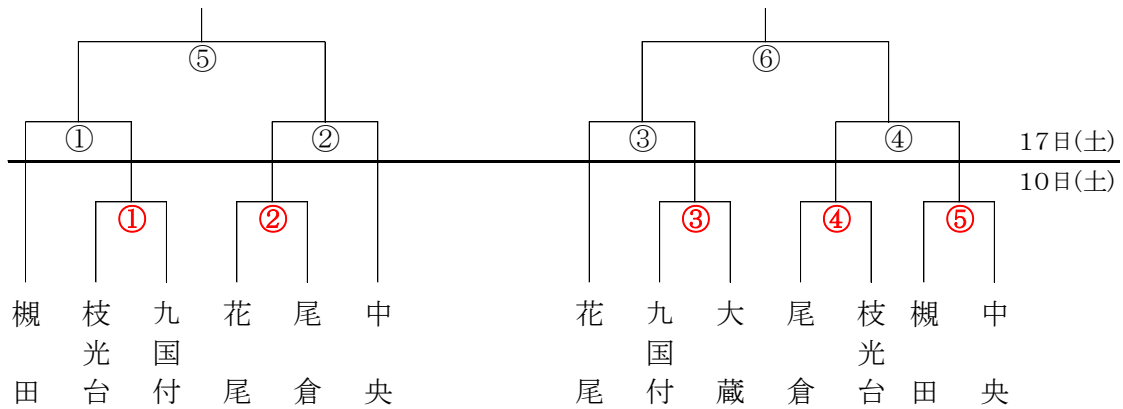 ⑤ ⑥
① ② ③ ④ 17日(土)
10日(土)
① ② ③ ④ ⑤
槻田
枝光台
九国付
花尾
尾倉
中央
花尾
九国付
大蔵
尾倉
枝光台
槻田
中央